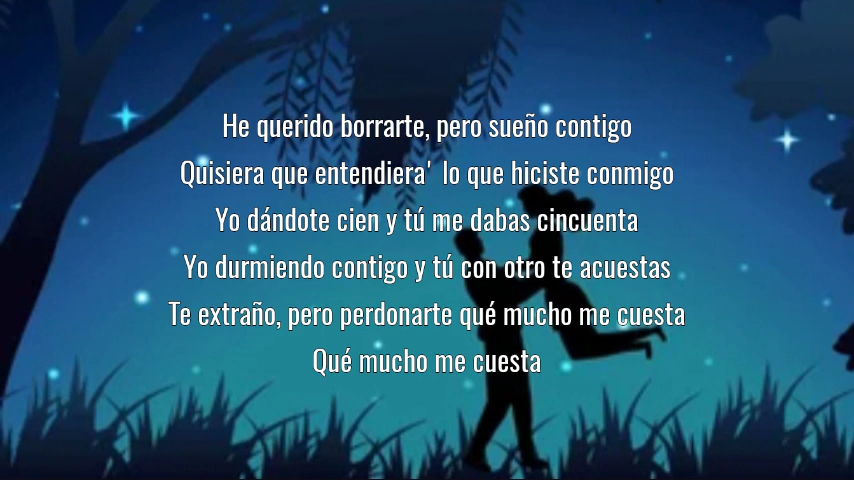 He querido borrarte, pero sueño contigo
Quisiera que entendiera' lo que hiciste conmigo
Yo dándote cien y tú me dabas cincuenta
Yo durmiendo contigo y tú con otro te acuestas
Te extraño, pero perdonarte qué mucho me cuesta
Qué mucho me cuesta